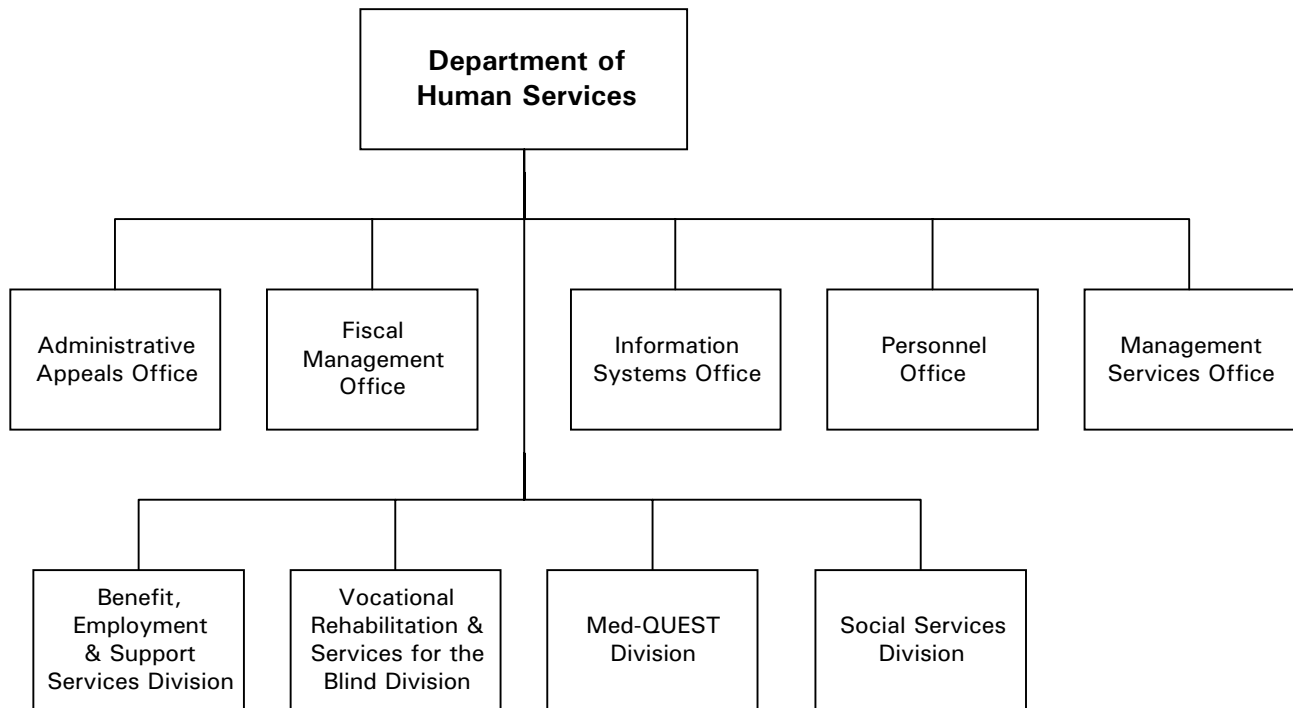 Department of
Human Services
Administrative
Appeals Office
Fiscal
Management
Office
Information
Systems Office
Personnel
Office
Management
Services Office
Benefit,
Employment
& Support
Services Division
Vocational
Rehabilitation &
Services for the
Blind Division
Med-QUEST
Division
Social Services
Division